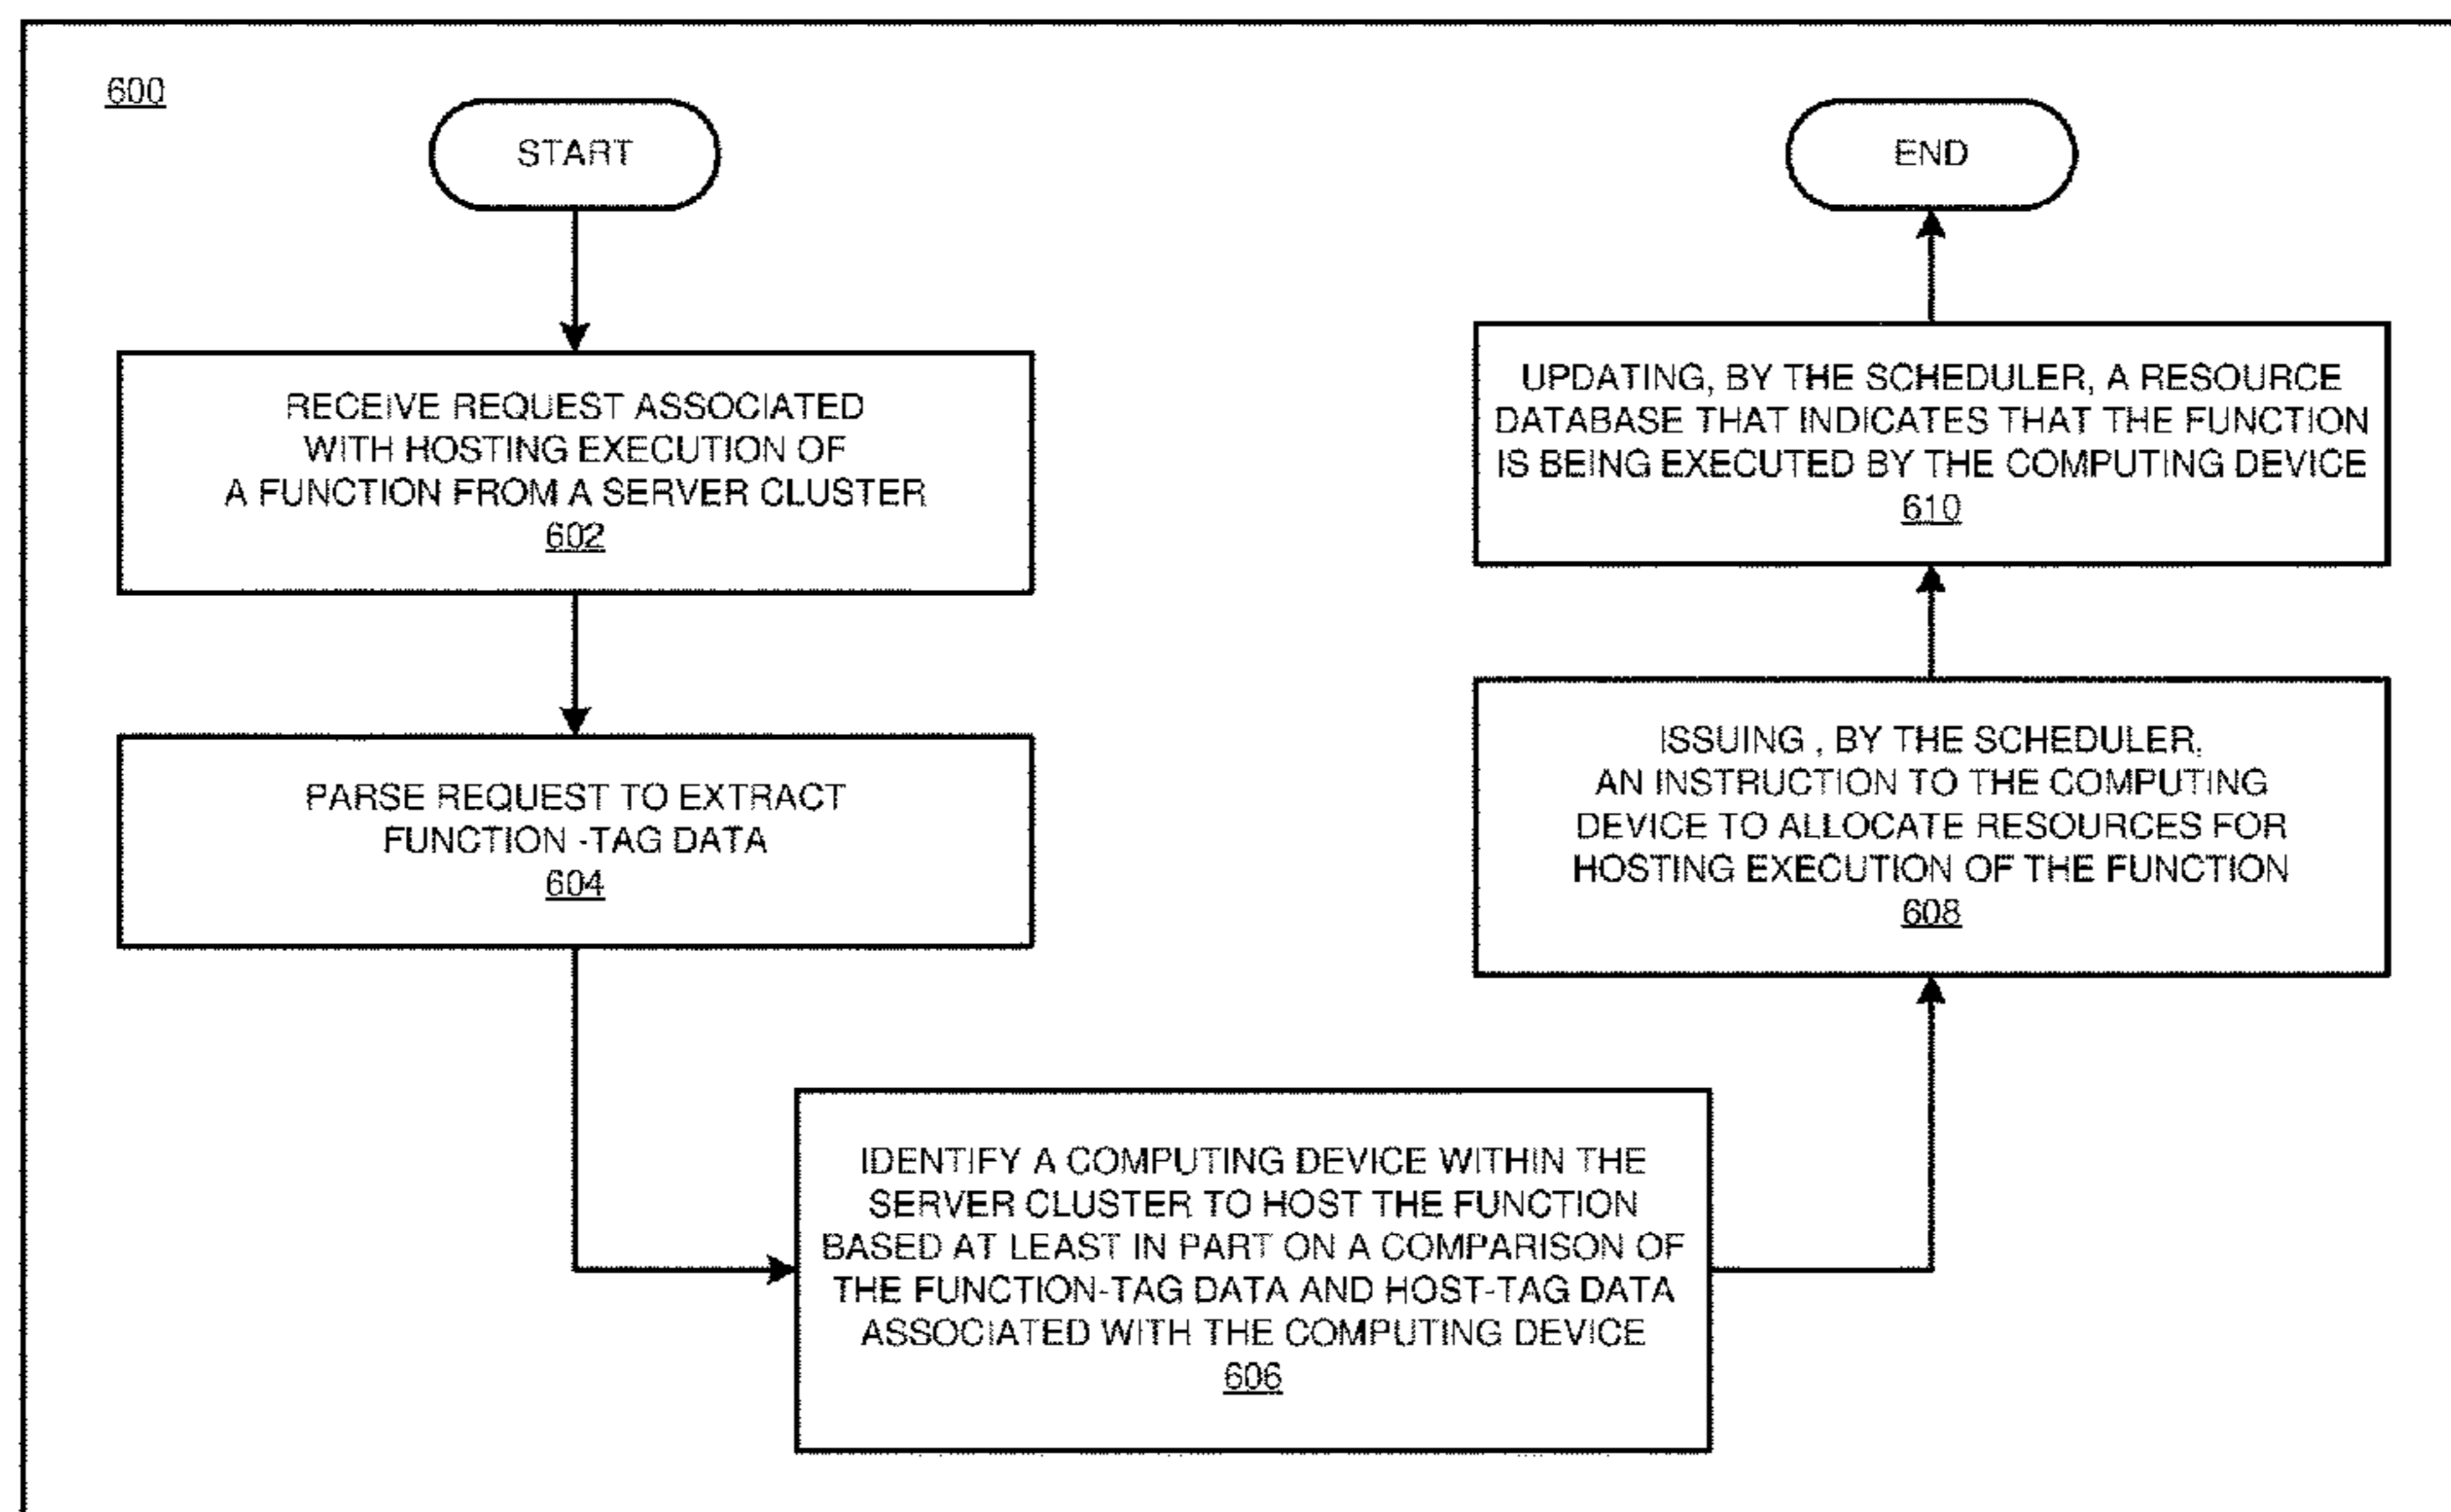 600
START
RECEIVE REQUEST ASSOCIATED
WITH HOSTING EXECUTION OF
A FUNCTION FROM A SERVER CLUSTER
602
PARSE REQUEST TO EXTRACT
FUNCTION -TAG DATA
604
IDENTIFY A COMPUTING DEVICE WITHIN THE
SERVER CLUSTER TO HOST THE FUNCTION
BASED AT LEAST IN PART ON A COMPARISON OF
THE FUNCTION-TAG DATA AND HOST-TAG DATA
ASSOCIATED WITH THE COMPUTING DEVICE
606
ISSUING , BY THE SCHEDULER,
AN INSTRUCTION TO THE COMPUTING
DEVICE TO ALLOCATE RESOURCES FOR
HOSTING EXECUTION OF THE FUNCTION
608
UPDATING, BY THE SCHEDULER, A RESOURCE
DATABASE THAT INDICATES THAT THE FUNCTION
IS BEING EXECUTED BY THE COMPUTING DEVICE
610
END